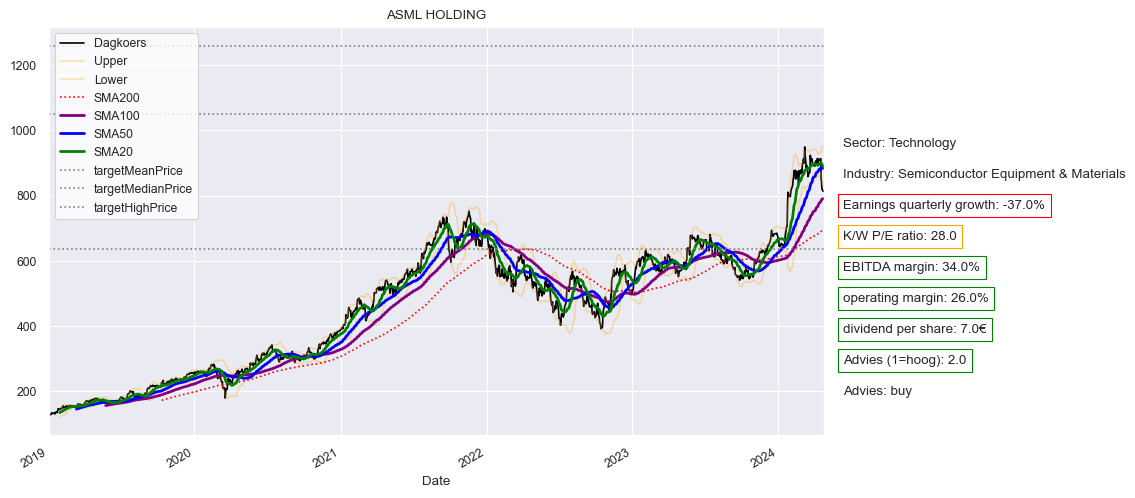 ASML HOLDING
1200
1000
800
600
400
200
Dagkoers
Upper
Lower
SMA200
SMA100
SMA50
SMA20
targetMeanPrice
targetMedianPrice
targetHighPrice
2019
2020
2021
2022
2023
2024
Date
Sector: Technology
Industry: Semiconductor Equipment & Materials
Earnings quarterly growth: -37.0%
K/W P/E ratio: 28.0
EBITDA margin: 34.0%
operating margin: 26.0%
dividend per share: 7.0€
Advies (1=hoog): 2.0
Advies: buy